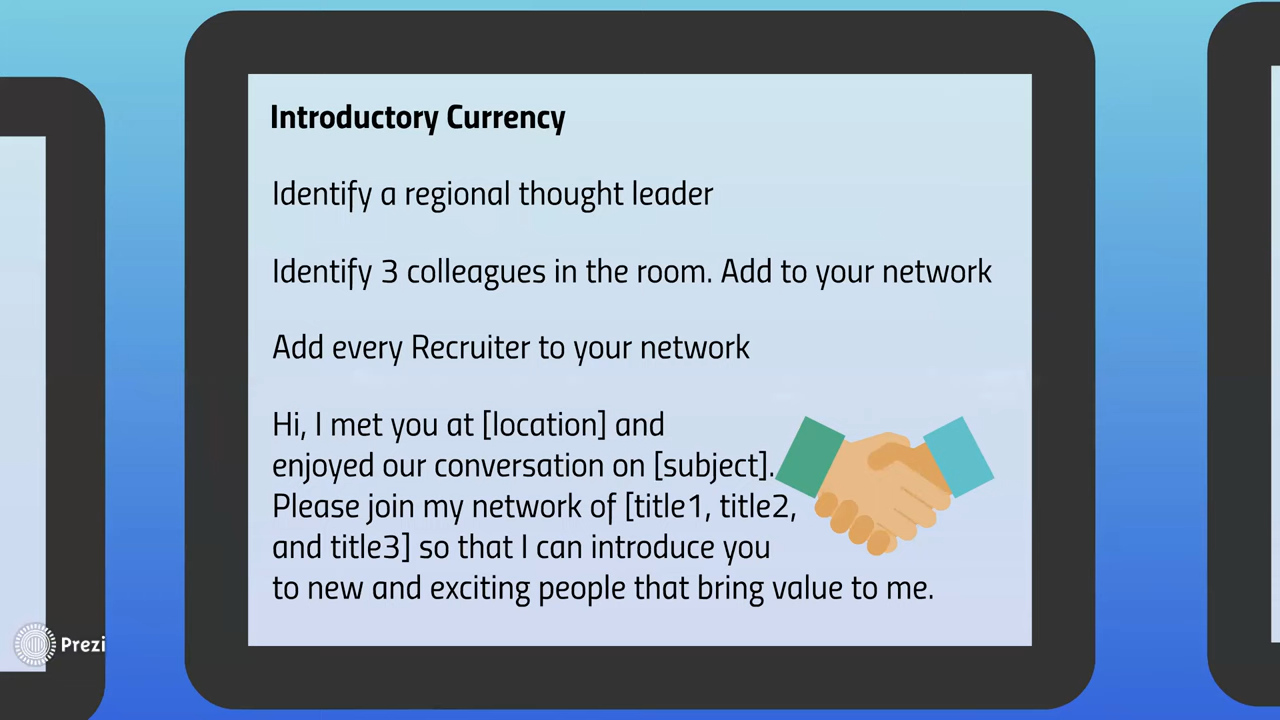 Introductory Currency
Identify a regional thought leader
Identify 3 colleagues in the room. Add to your network
Add every Recruiter to your network
Hi, I met you at [location] and
enjoyed our conversation on [subject].
Please join my network of [title1, title2,
and title3] so that I can introduce you
to new and exciting people that bring value to me.
Prezi